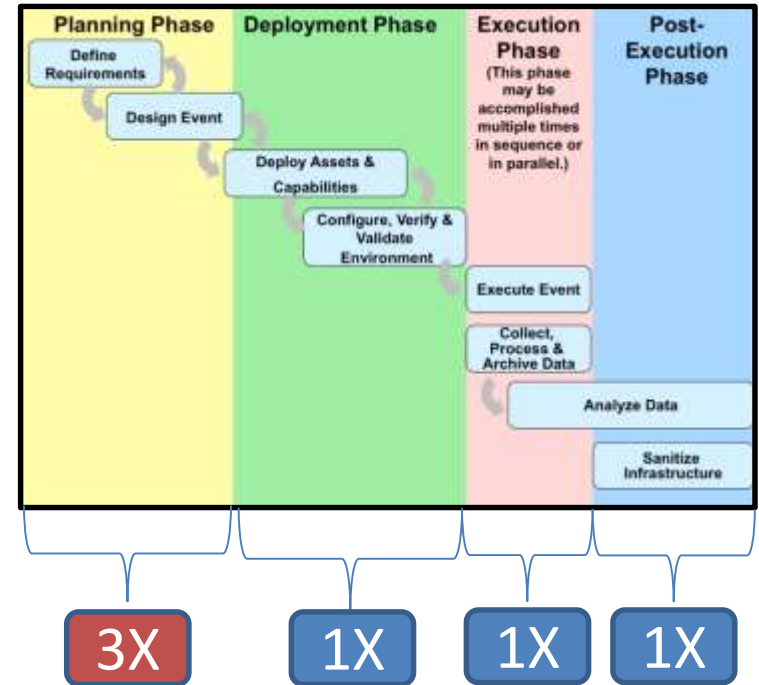 Planning Phase
Deployment Phase
Execution
Phase
(This phase
may be
accomplished
multiple times
in sequence or
in parallel.)
Post-
Execution
Phase
Define
Requirements
Design Event
Deploy Assets &
Capabilities
Configure, Verify &
Validate
Environment
Execute Event
Collect,
Process &
Archive Data
Analyze Data
Sanitize
Infrastructure
3X
1X
1X
1X